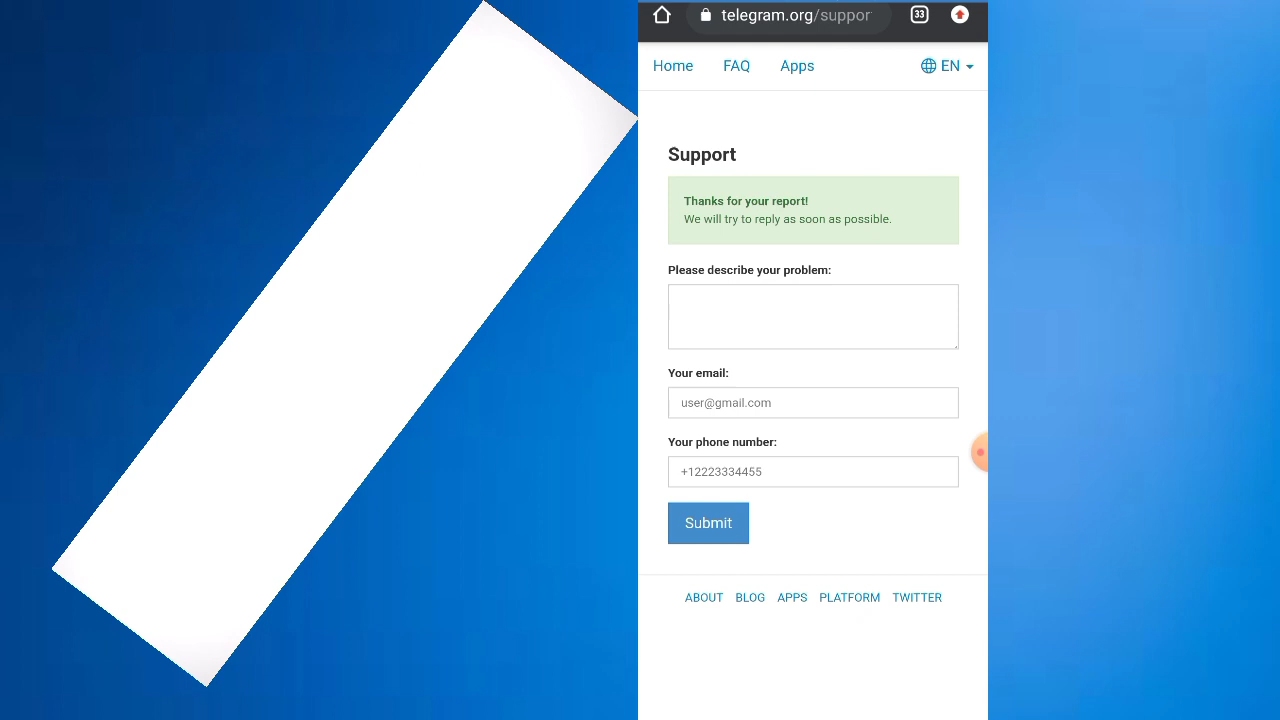 telegram.org/suppor
33
Home FAQ Apps EN
Support
Thanks for your report!
We will try to reply as soon as possible.
Please describe your problem:
Your email:
user@gmail.com
Your phone number:
+12223334455
Submit
ABOUT BLOG APPS PLATFORM TWITTER